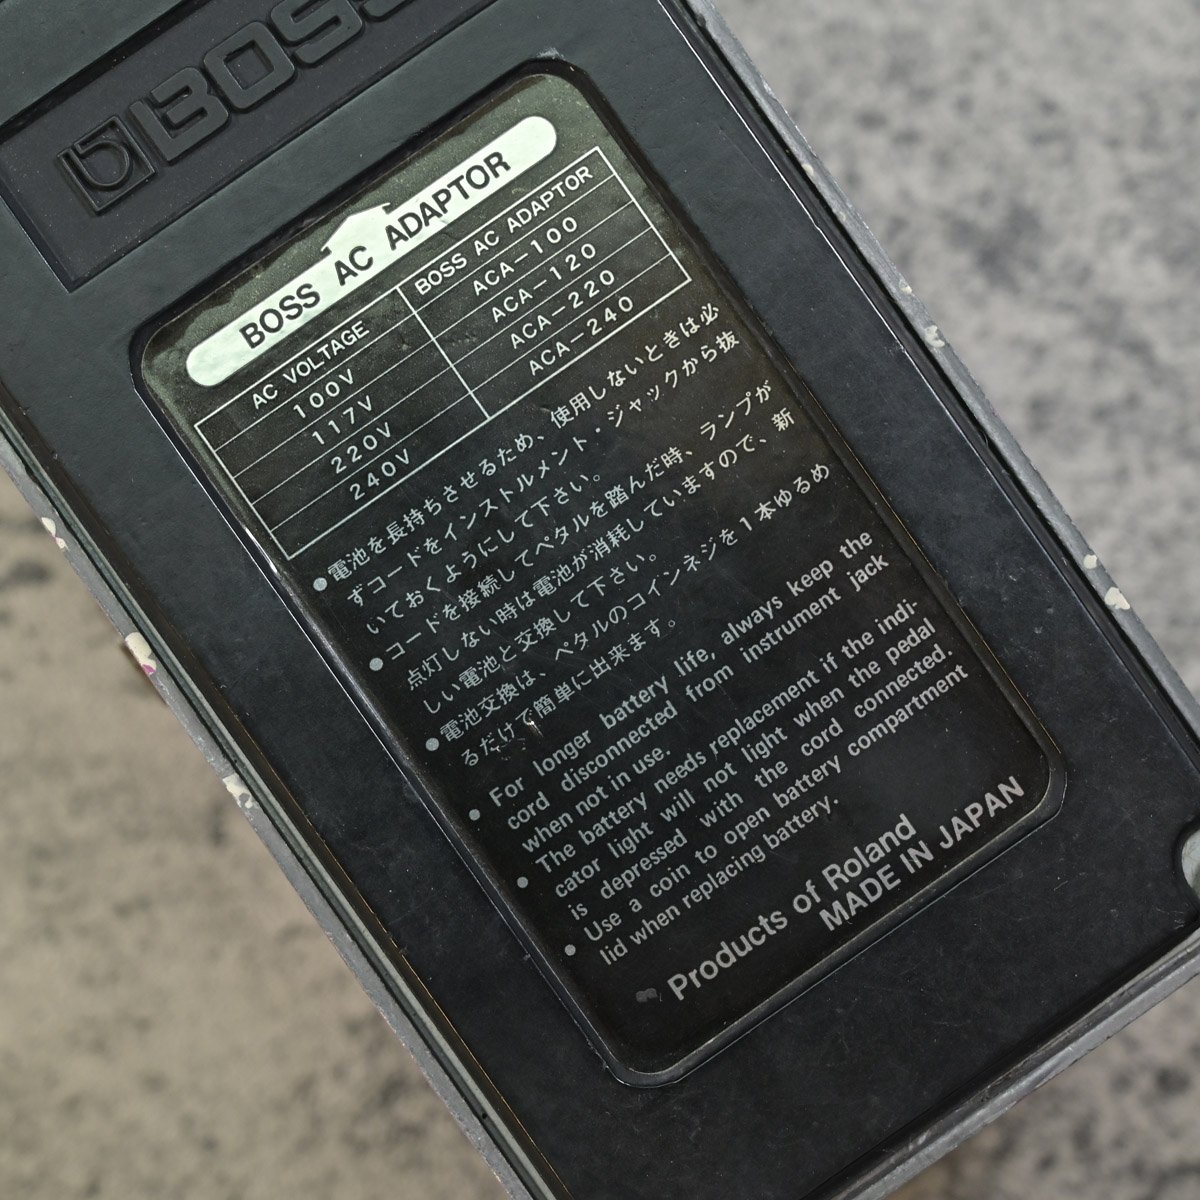 BOSS
BOSS AC ADAPTOR
AC VOLTAGE BOSS AC ADAPTOR
100V ACA-100
117V ACA-120
220V ACA-220
240V ACA-240
●電池を長持ちさせるため、使用しないときは必
ずコードをインストルメント・ジャックから抜
いておくようにして下さい。
●コードを接続してペダルを踏んだ時、ランプが
点灯しない時は電池が消耗していますので、新
しい電池と交換して下さい。
●電池交換は、ペダルのコインネジを1本ゆるめ
るだけで簡単に出来ます。
● For longer battery life, always keep the
cord disconnected from instrument jack
when not in use.
● The battery needs replacement if the indi-
cator light will not light when the pedal
is depressed with the cord connected.
● Use a coin to open battery compartment
lid when replacing battery.
Products of Roland
MADE IN JAPAN